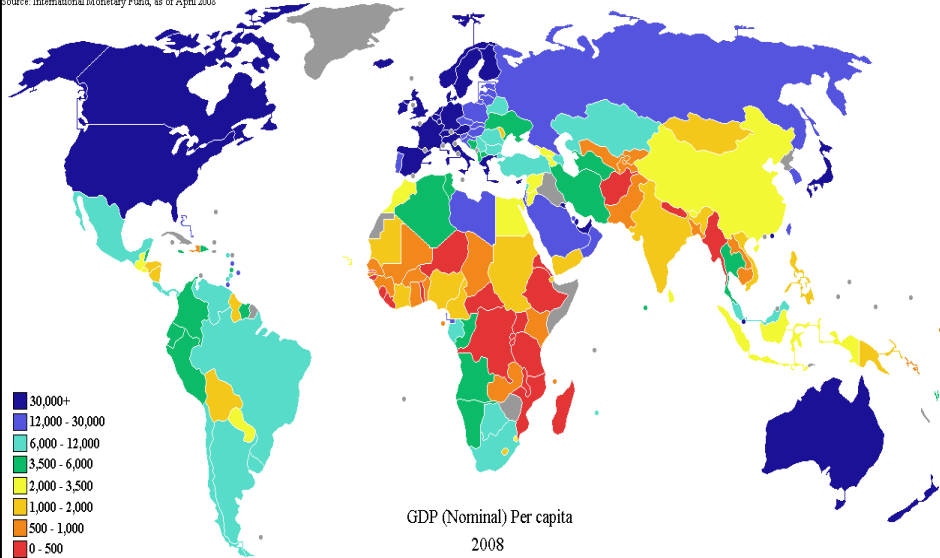 Source: International Monetary Fund, as of April 2008
30,000+
12,000 - 30,000
6,000 - 12,000
3,500 - 6,000
2,000 - 3,500
1,000 - 2,000
500 - 1,000
0 - 500
GDP (Nominal) Per capita
2008